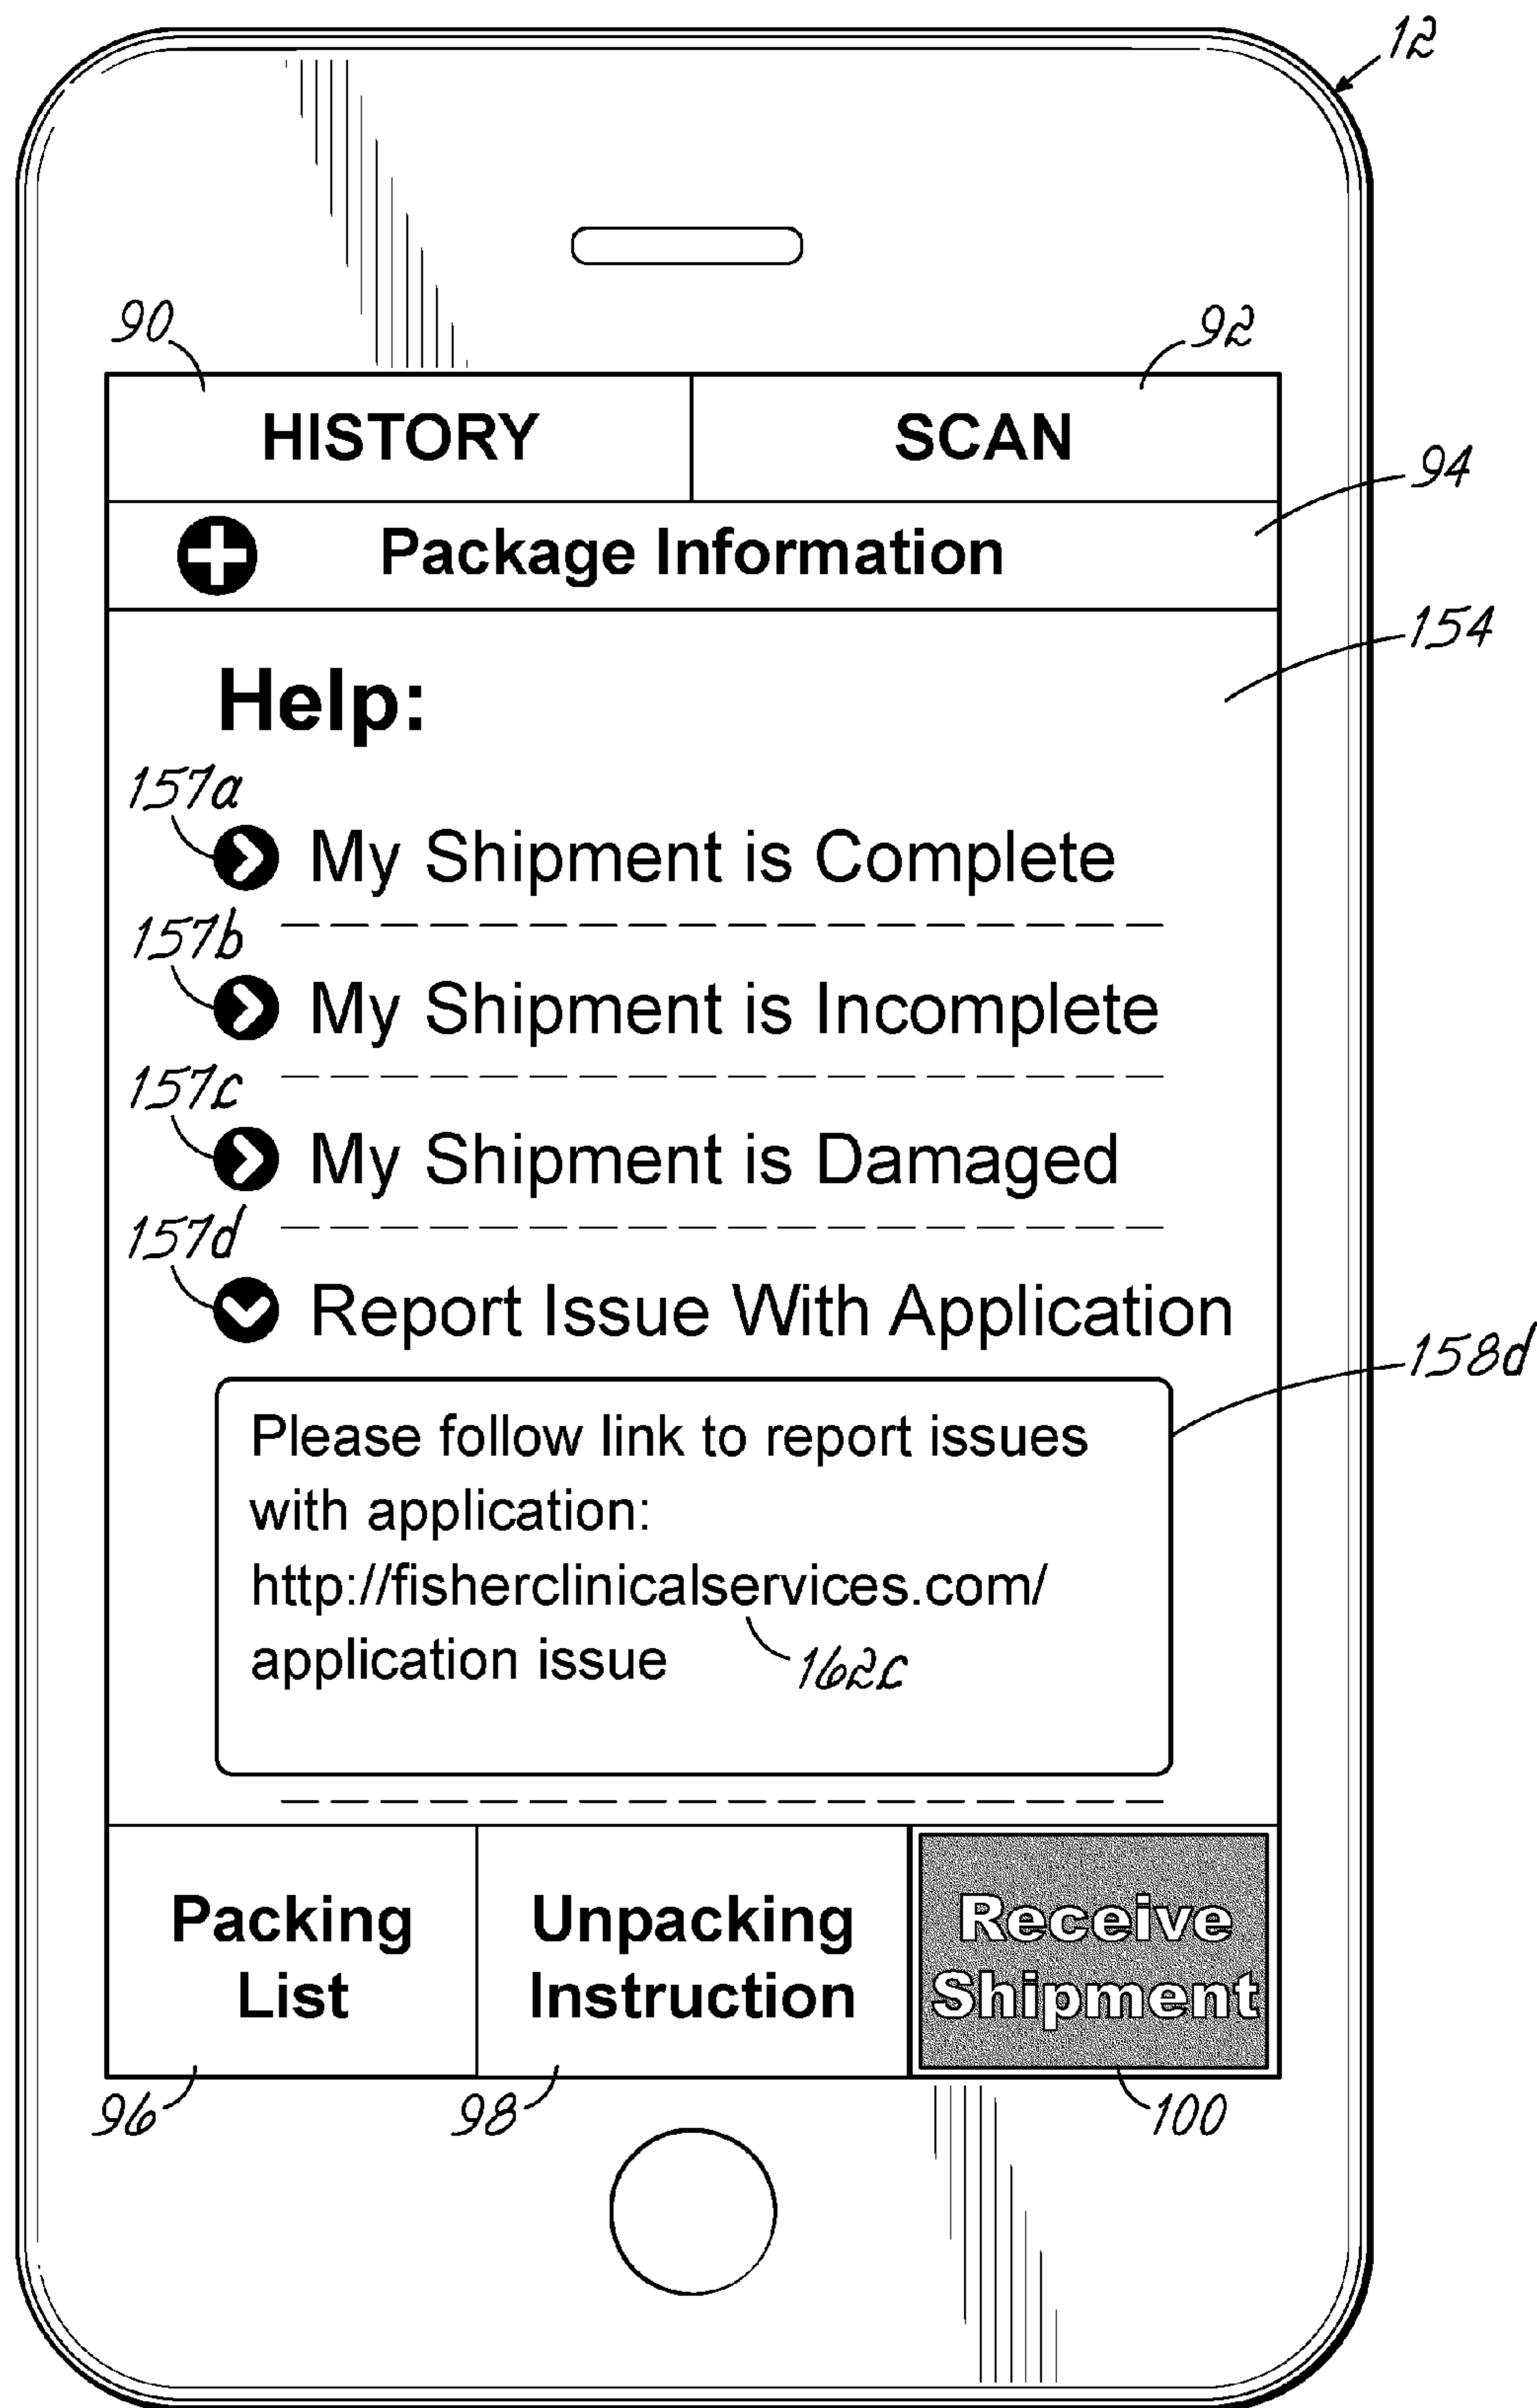 12
90
92
HISTORY
SCAN
94
Package Information
154
Help:
157a
My Shipment is Complete
157b
My Shipment is Incomplete
157c
My Shipment is Damaged
157d
Report Issue With Application
158d
Please follow link to report issues
with application:
http://fisherclinicalservices.com/
application issue
162c
Packing
List
Unpacking
Instruction
Receive
Shipment
96
98
100